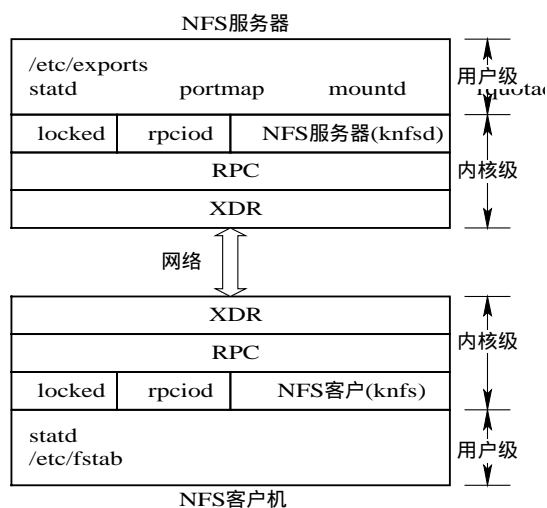 NFS服务器
/etc/exports
statd portmap mountd rquotad
用户级
locked rpciod NFS服务器(knfsd)
RPC
内核级
XDR
网络
XDR
RPC
内核级
locked rpciod NFS客户(knfs)
statd
/etc/fstab
用户级
NFS客户机